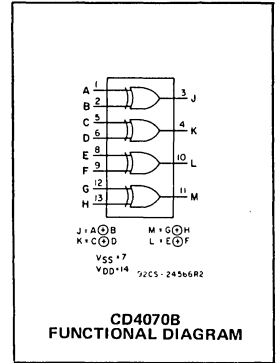 A 1
B 2
3 J
C 5
D 6
4 K
E 8
F 9
10 L
G 12
H 13
11 M
J = A ⊕ B M = G ⊕ H
K = C ⊕ D L = E ⊕ F
VSS = 7
VDD = 14 92CS-24566R2
CD4070B
FUNCTIONAL DIAGRAM